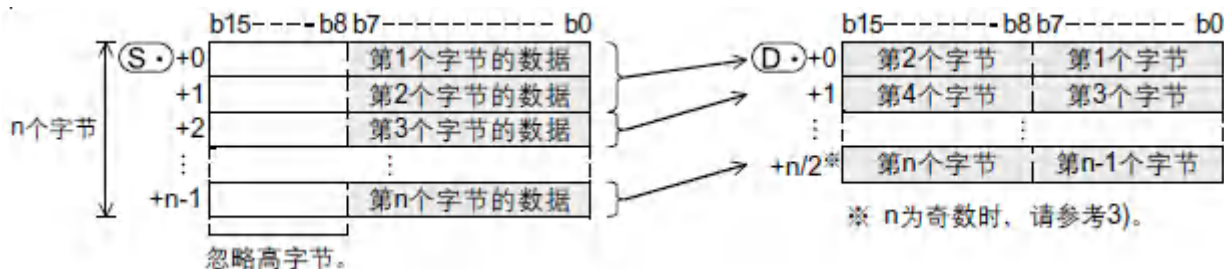 b15-----b8 b7---------- b0 b15--------b8 b7---------b0
S· +0 第1个字节的数据 D· +0 第2个字节 第1个字节
+1 第2个字节的数据 +1 第4个字节 第3个字节
n个字节 +2 第3个字节的数据 ⋮ ⋮
⋮ ⋮ +n/2※ 第n个字节 第n-1个字节
+n-1 第n个字节的数据 ※ n为奇数时、请参考3)。
忽略高字节。